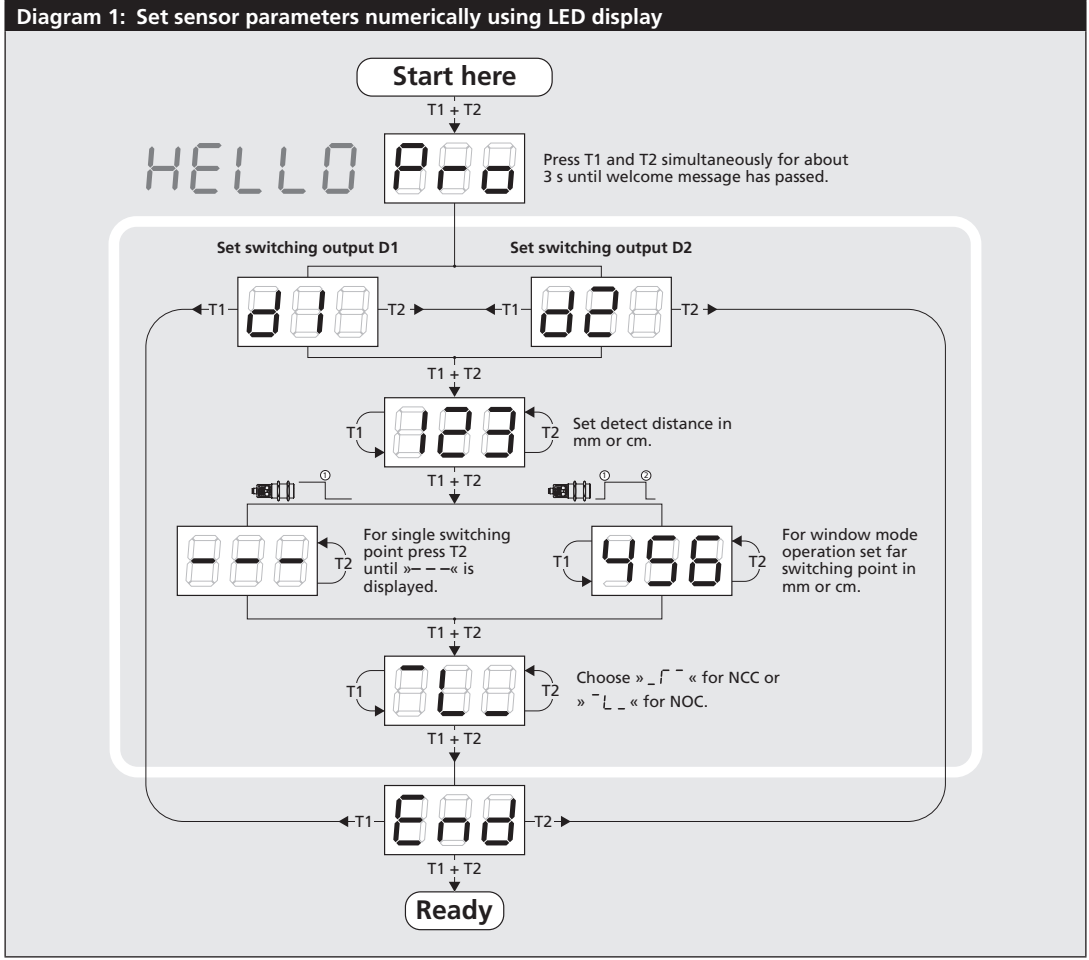 Diagram 1: Set sensor parameters numerically using LED display
Start here
T1 + T2
HELLO
Pro
Press T1 and T2 simultaneously for about
3 s until welcome message has passed.
Set switching output D1
Set switching output D2
T1
d1
T2
T1
d2
T2
T1 + T2
T1
123
T2
Set detect distance in
mm or cm.
T1 + T2
①
① ②
- - -
T2
For single switching
point press T2
until »– – –« is
displayed.
T1
456
T2
For window mode
operation set far
switching point in
mm or cm.
T1 + T2
T1
¯L_
T2
Choose »_Γ¯« for NCC or
»¯L_« for NOC.
T1 + T2
T1
End
T2
T1 + T2
Ready